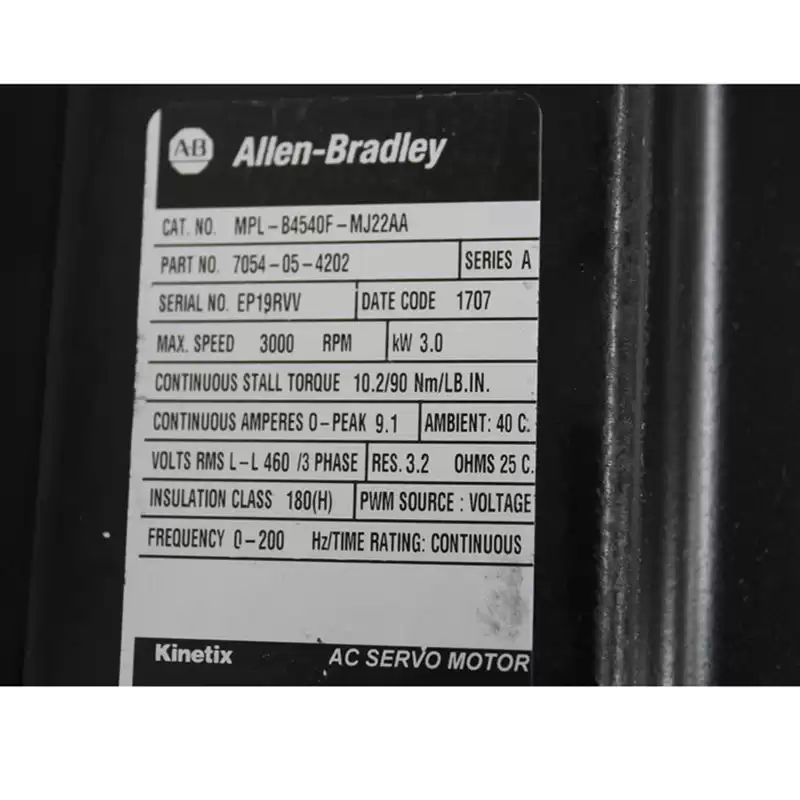 AB Allen-Bradley
CAT. NO. MPL-B4540F-MJ22AA
PART NO. 7054-05-4202 SERIES A
SERIAL NO. EP19RVV DATE CODE 1707
MAX. SPEED 3000 RPM kW 3.0
CONTINUOUS STALL TORQUE 10.2/90 Nm/LB.IN.
CONTINUOUS AMPERES 0-PEAK 9.1 AMBIENT: 40 C.
VOLTS RMS L-L 460 /3 PHASE RES. 3.2 OHMS 25 C.
INSULATION CLASS 180(H) PWM SOURCE : VOLTAGE
FREQUENCY 0-200 Hz/TIME RATING: CONTINUOUS
Kinetix AC SERVO MOTOR